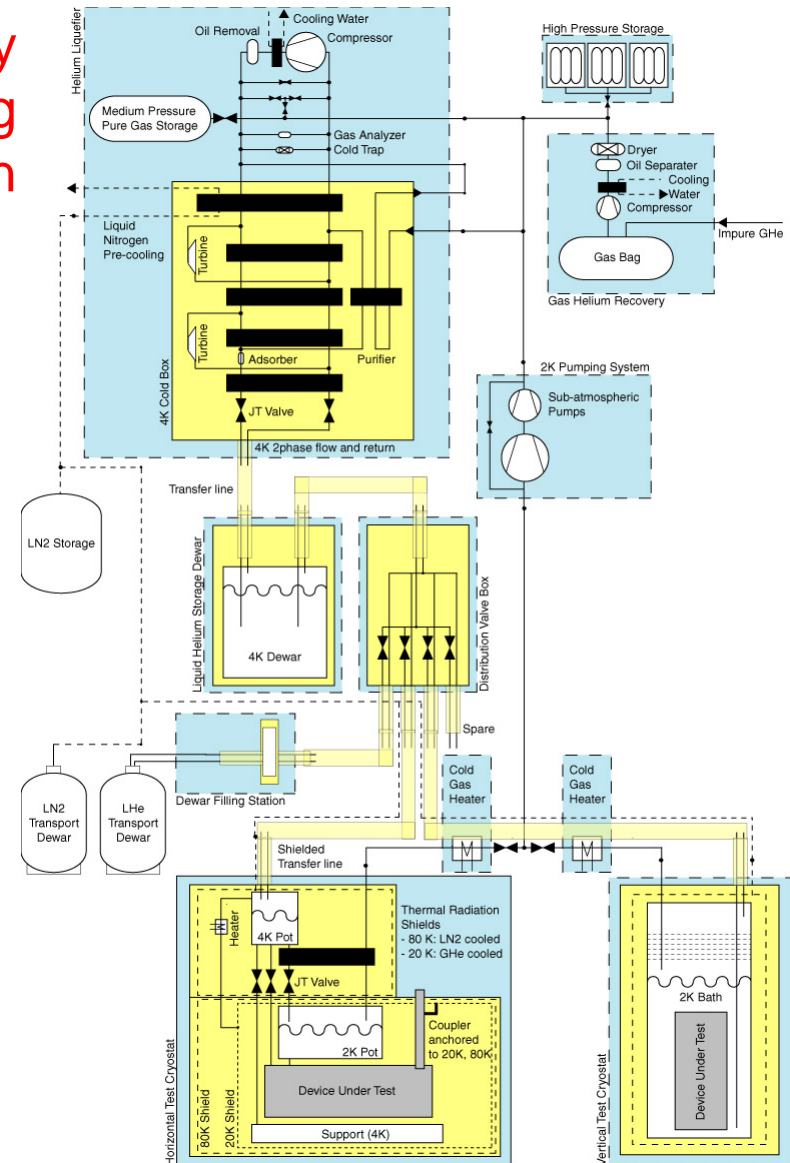 y
g
n
Helium Liquefier
Oil Removal
Cooling Water
Compressor
Medium Pressure
Pure Gas Storage
Gas Analyzer
Cold Trap
High Pressure Storage
Dryer
Oil Separater
Cooling
Water
Compressor
Impure GHe
Gas Bag
Gas Helium Recovery
Liquid
Nitrogen
Pre-cooling
Turbine
Turbine
Adsorber
Purifier
4K Cold Box
JT Valve
4K 2phase flow and return
2K Pumping System
Sub-atmospheric
Pumps
Transfer line
LN2 Storage
Liquid Helium Storage Dewar
4K Dewar
Distribution Valve Box
Spare
Dewar Filling Station
LN2
Transport
Dewar
LHe
Transport
Dewar
Cold
Gas
Heater
Cold
Gas
Heater
Shielded
Transfer line
Heater
4K Pot
Thermal Radiation
Shields
- 80 K: LN2 cooled
- 20 K: GHe cooled
JT Valve
2K Pot
Coupler
anchored
to 20K, 80K
Device Under Test
Support (4K)
80K Shield
20K Shield
Horizontal Test Cryostat
2K Bath
Device Under Test
Vertical Test Cryostat